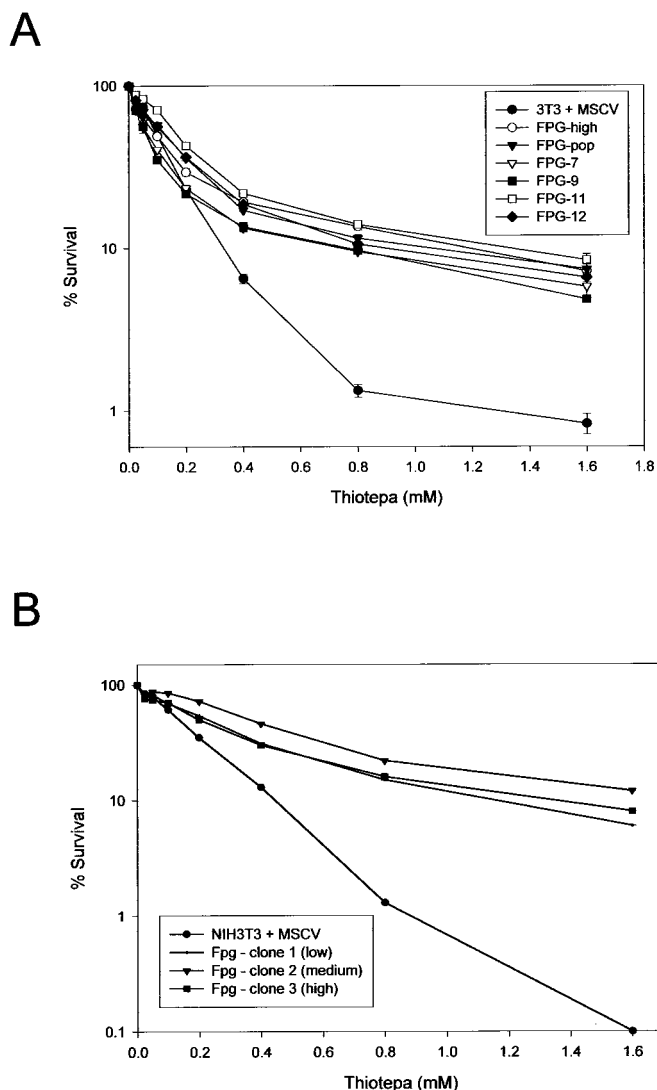 A
100
10
1
% Survival
3T3 + MSCV
FPG-high
FPG-pop
FPG-7
FPG-9
FPG-11
FPG-12
0.0 0.2 0.4 0.6 0.8 1.0 1.2 1.4 1.6 1.8
Thiotepa (mM)
B
100
10
1
0.1
% Survival
NIH3T3 + MSCV
Fpg - clone 1 (low)
Fpg - clone 2 (medium)
Fpg - clone 3 (high)
0.0 0.2 0.4 0.6 0.8 1.0 1.2 1.4 1.6
Thiotepa (mM)